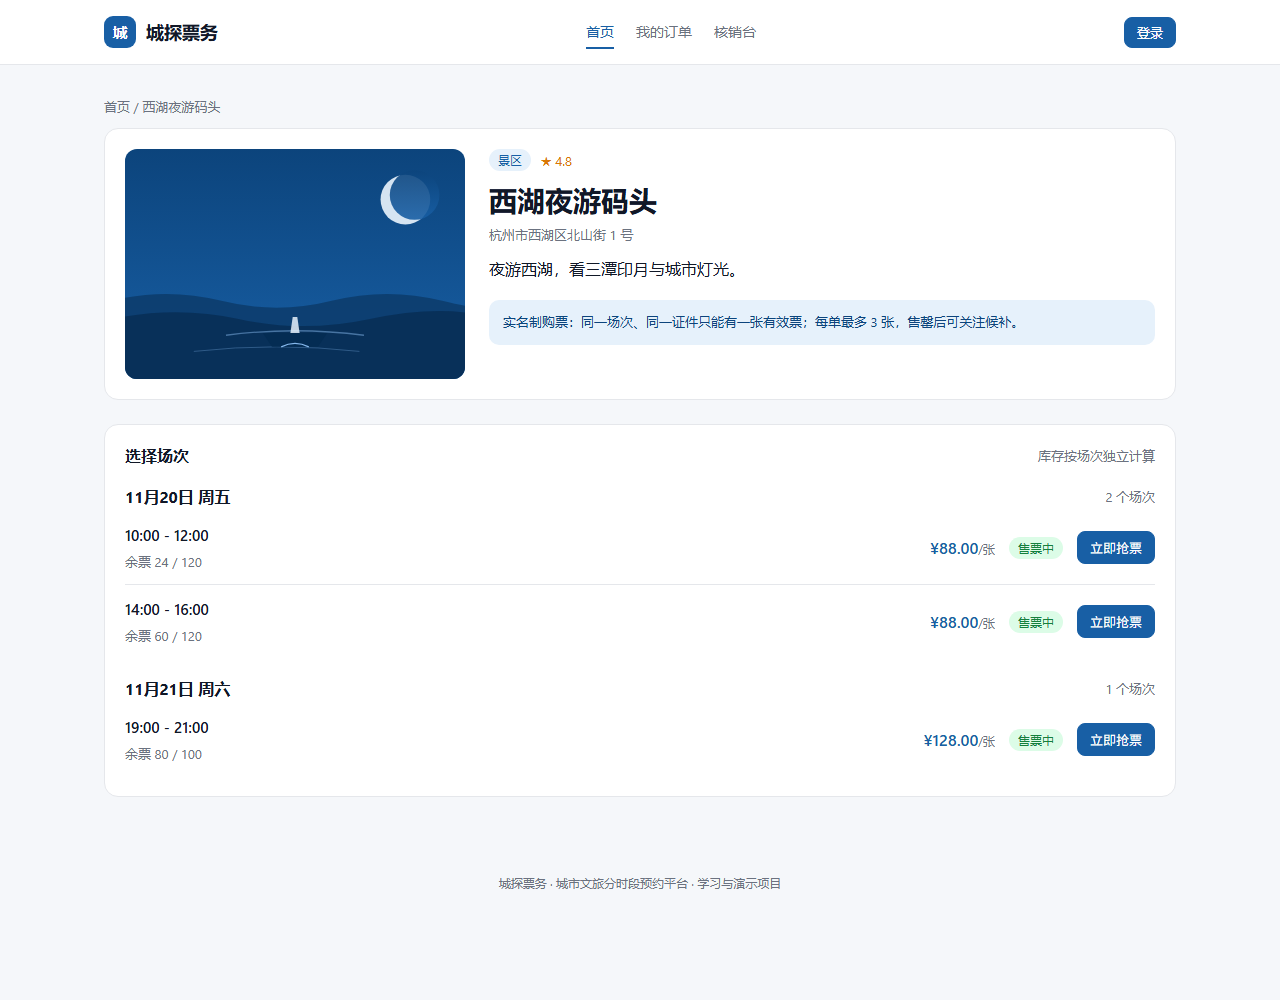 城 城探票务
首页 我的订单 核销台
登录
首页 / 西湖夜游码头
景区 ★ 4.8
西湖夜游码头
杭州市西湖区北山街 1 号
夜游西湖，看三潭印月与城市灯光。
实名制购票：同一场次、同一证件只能有一张有效票；每单最多 3 张，售罄后可关注候补。
选择场次 库存按场次独立计算
11月20日 周五 2 个场次
10:00 - 12:00
余票 24 / 120
¥88.00/张 售票中 立即抢票
14:00 - 16:00
余票 60 / 120
¥88.00/张 售票中 立即抢票
11月21日 周六 1 个场次
19:00 - 21:00
余票 80 / 100
¥128.00/张 售票中 立即抢票
城探票务 · 城市文旅分时段预约平台 · 学习与演示项目